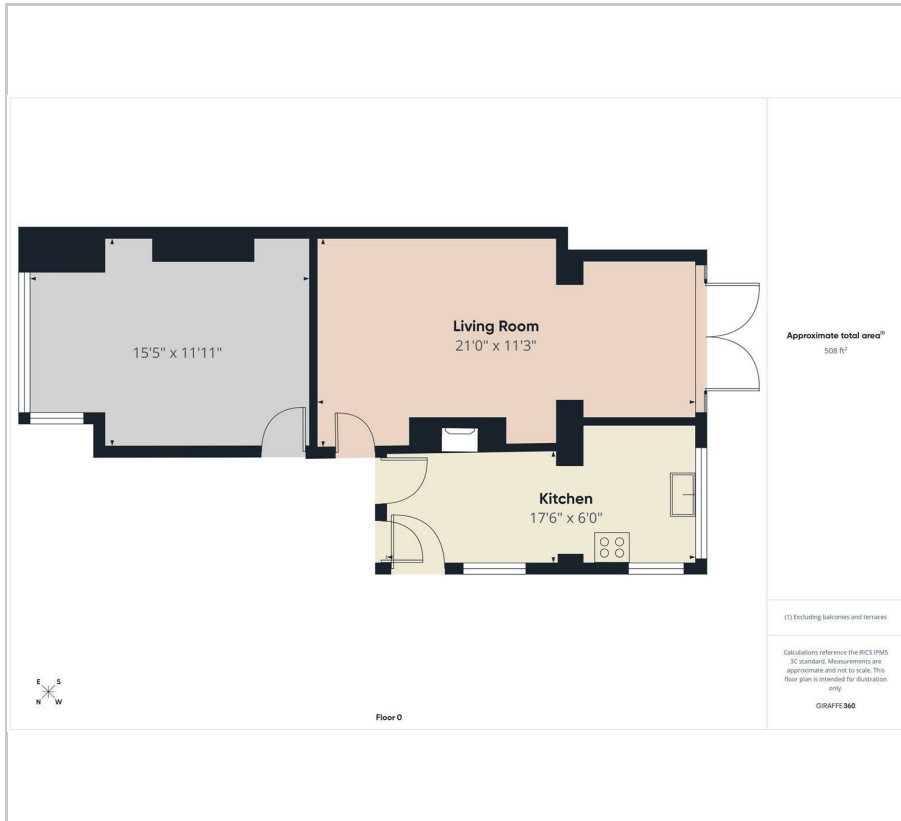 15'5" x 11'11"
Living Room
21'0" x 11'3"
Kitchen
17'6" x 6'0"
Approximate total area⁽¹⁾
508 ft²
(1) Excluding balconies and terraces
Calculations reference the RICS IPMS
3C standard. Measurements are
approximate and not to scale. This
floor plan is intended for illustration
only.
GIRAFFE360
E S
N W
Floor 0